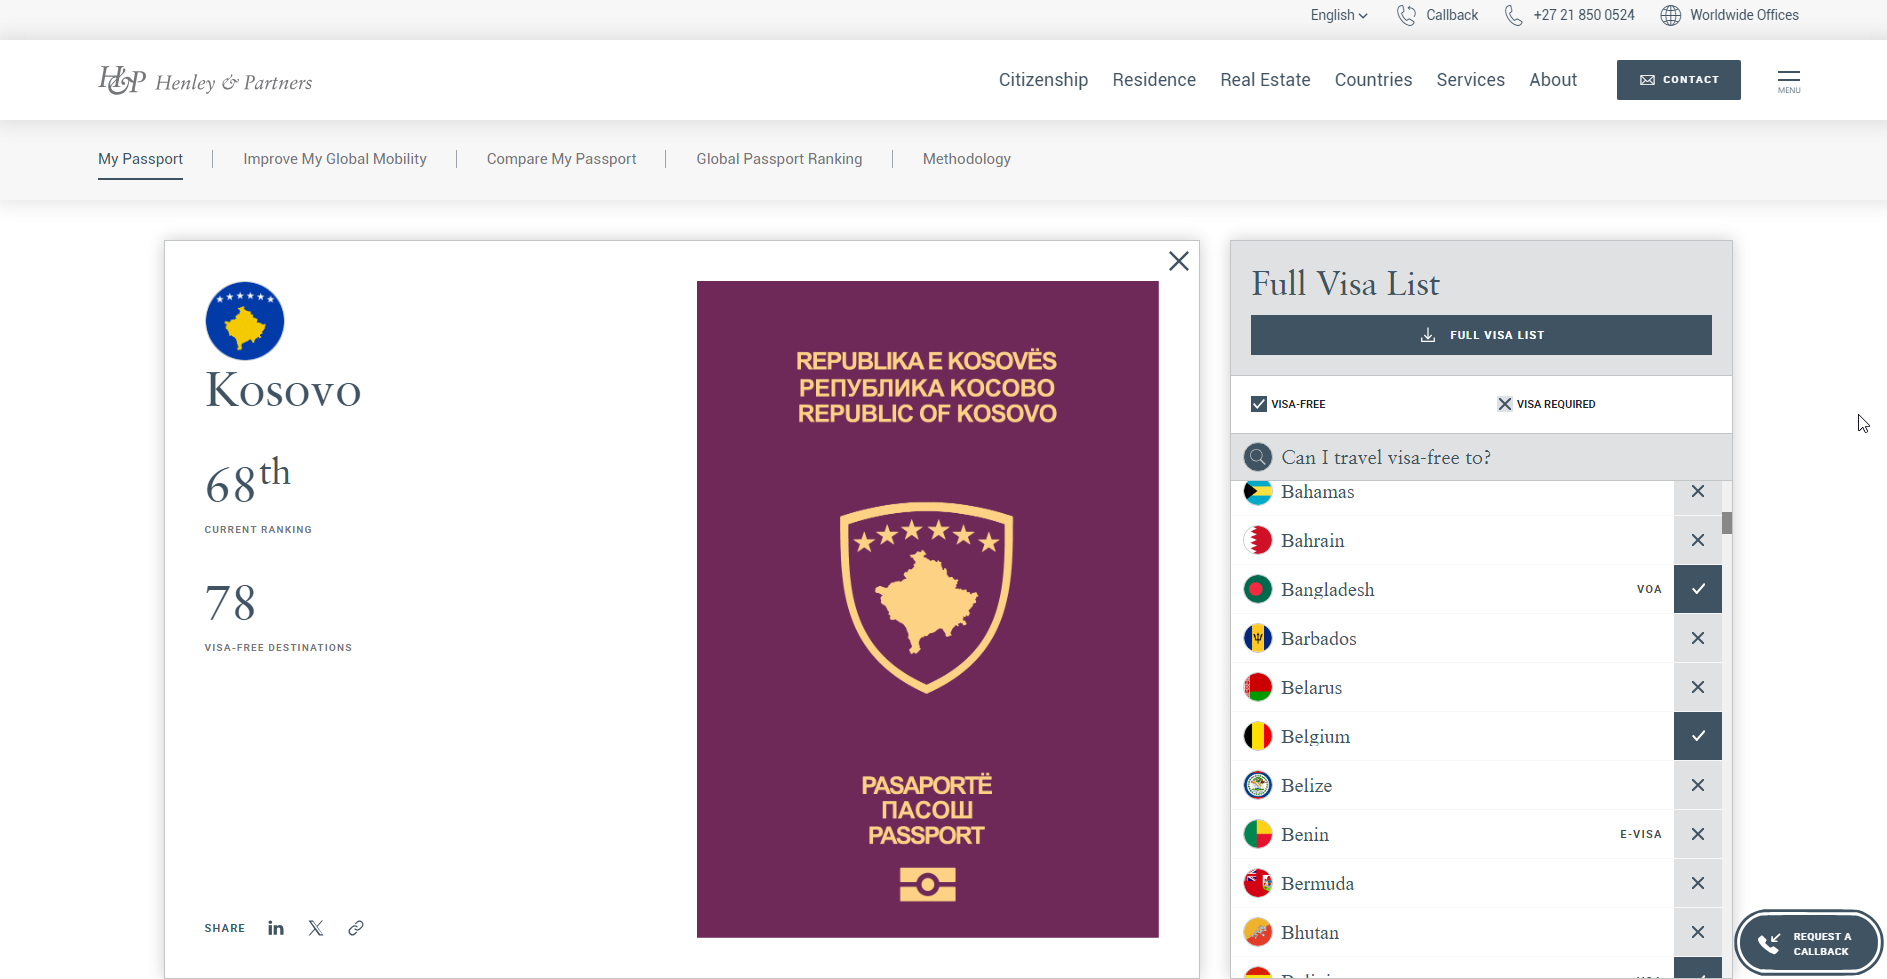 English
Callback
+27 21 850 0524
Worldwide Offices
H&P Henley & Partners
Citizenship
Residence
Real Estate
Countries
Services
About
CONTACT
MENU
My Passport
Improve My Global Mobility
Compare My Passport
Global Passport Ranking
Methodology
Kosovo
68th
CURRENT RANKING
78
VISA-FREE DESTINATIONS
SHARE
REPUBLIKA E KOSOVËS
РЕПУБЛИКА КОСОВО
REPUBLIC OF KOSOVO
PASAPORTË
ПАСОШ
PASSPORT
Full Visa List
FULL VISA LIST
VISA-FREE
VISA REQUIRED
Can I travel visa-free to?
Bahamas
Bahrain
Bangladesh VOA
Barbados
Belarus
Belgium
Belize
Benin E-VISA
Bermuda
Bhutan
REQUEST A
CALLBACK